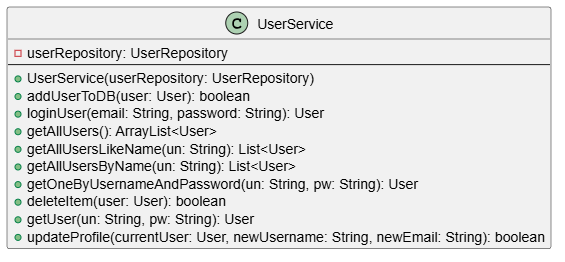 C UserService
userRepository: UserRepository
UserService(userRepository: UserRepository)
addUserToDB(user: User): boolean
loginUser(email: String, password: String): User
getAllUsers(): ArrayList<User>
getAllUsersLikeName(un: String): List<User>
getAllUsersByName(un: String): List<User>
getOneByUsernameAndPassword(un: String, pw: String): User
deleteItem(user: User): boolean
getUser(un: String, pw: String): User
updateProfile(currentUser: User, newUsername: String, newEmail: String): boolean